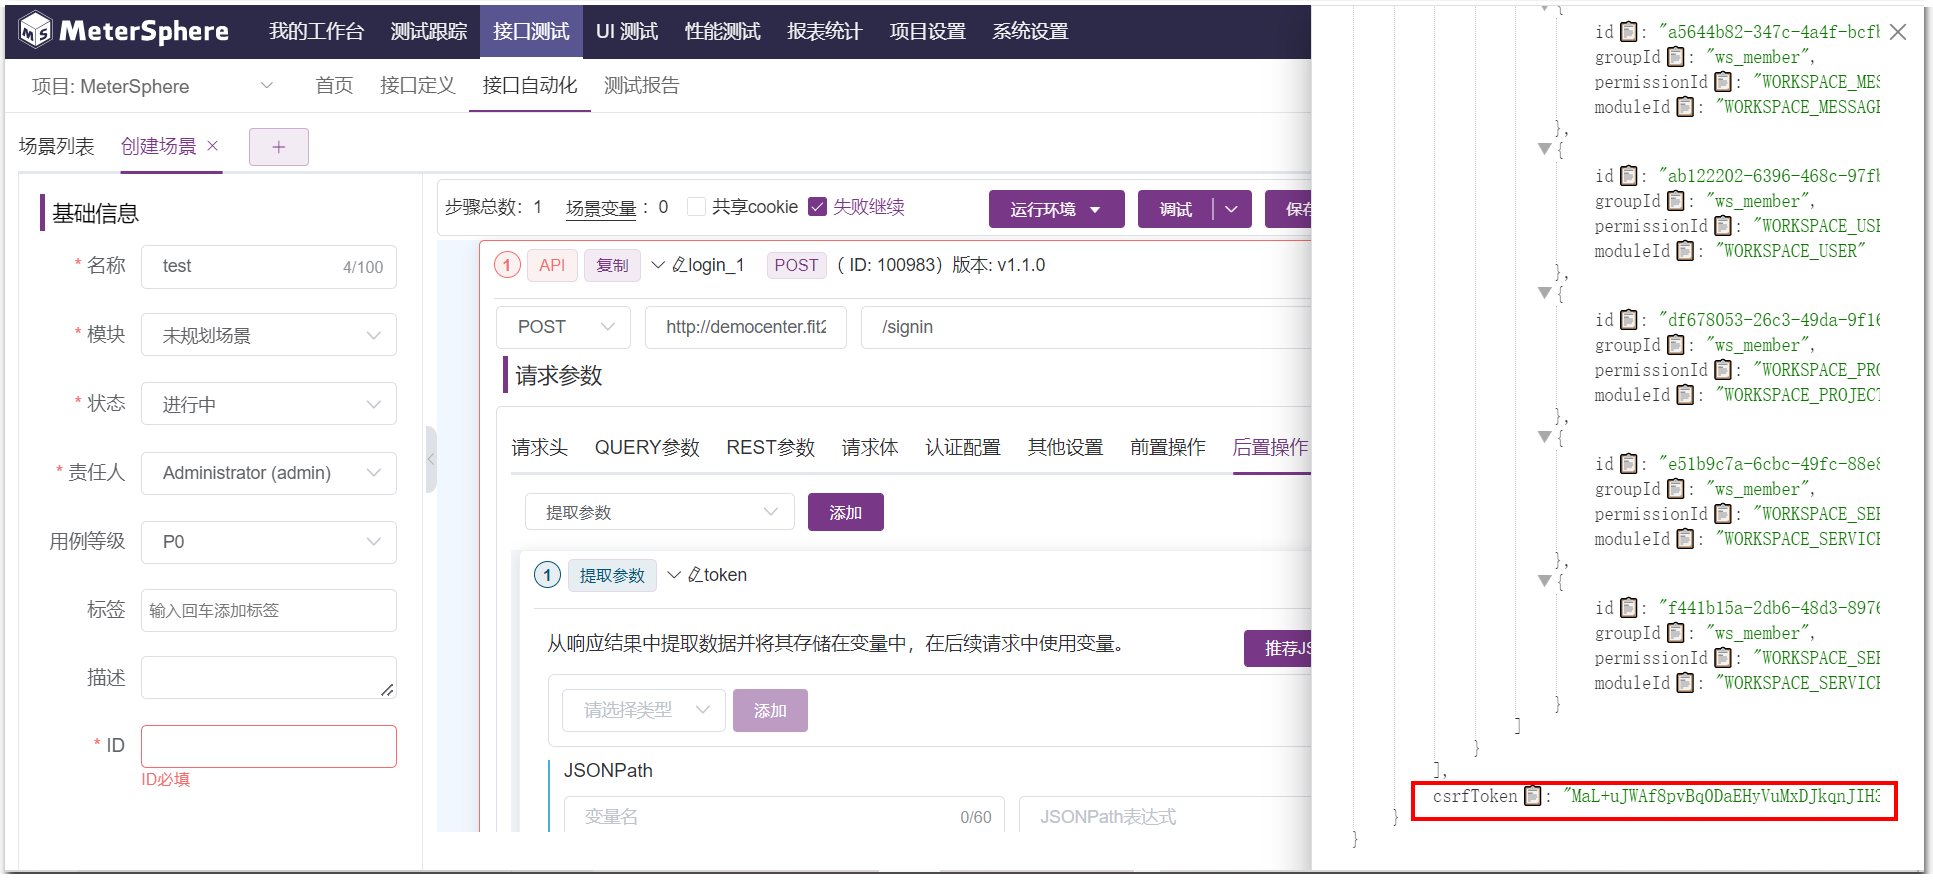 MeterSphere 我的工作台 测试跟踪 接口测试 UI 测试 性能测试 报表统计 项目设置 系统设置
项目: MeterSphere 首页 接口定义 接口自动化 测试报告
场景列表 创建场景 × +
基础信息
* 名称 test 4/100
* 模块 未规划场景
* 状态 进行中
* 责任人 Administrator (admin)
用例等级 P0
标签 输入回车添加标签
描述
* ID
ID必填
步骤总数: 1 场景变量 : 0 共享cookie 失败继续 运行环境 调试 保存
1 API 复制 login_1 POST ( ID: 100983) 版本: v1.1.0
POST http://democenter.fit2 /signin
请求参数
请求头 QUERY参数 REST参数 请求体 认证配置 其他设置 前置操作 后置操作
提取参数 添加
1 提取参数 token
从响应结果中提取数据并将其存储在变量中，在后续请求中使用变量。 推荐JS
请选择类型 添加
JSONPath
变量名 0/60 JSONPath表达式
{
id : "a5644b82-347c-4a4f-bcfb
groupId : "ws_member",
permissionId : "WORKSPACE_MES
moduleId : "WORKSPACE_MESSAGE
},
{
id : "ab122202-6396-468c-97fb
groupId : "ws_member",
permissionId : "WORKSPACE_USE
moduleId : "WORKSPACE_USER"
},
{
id : "df678053-26c3-49da-9f16
groupId : "ws_member",
permissionId : "WORKSPACE_PRO
moduleId : "WORKSPACE_PROJECT
},
{
id : "e51b9c7a-6cbc-49fc-88e8
groupId : "ws_member",
permissionId : "WORKSPACE_SER
moduleId : "WORKSPACE_SERVICE
},
{
id : "f441b15a-2db6-48d3-8976
groupId : "ws_member",
permissionId : "WORKSPACE_SER
moduleId : "WORKSPACE_SERVICE
}
]
}
],
csrfToken : "MaL+uJWAf8pvBqODaEHyVuMxDJkqnJIH3
}
}